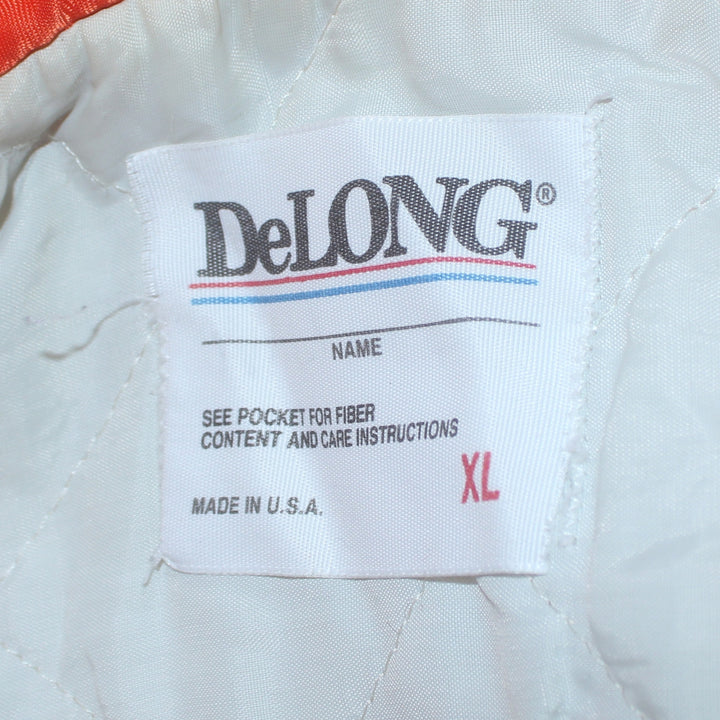 DeLONG®
NAME
SEE POCKET FOR FIBER
CONTENT AND CARE INSTRUCTIONS
XL
MADE IN U.S.A.